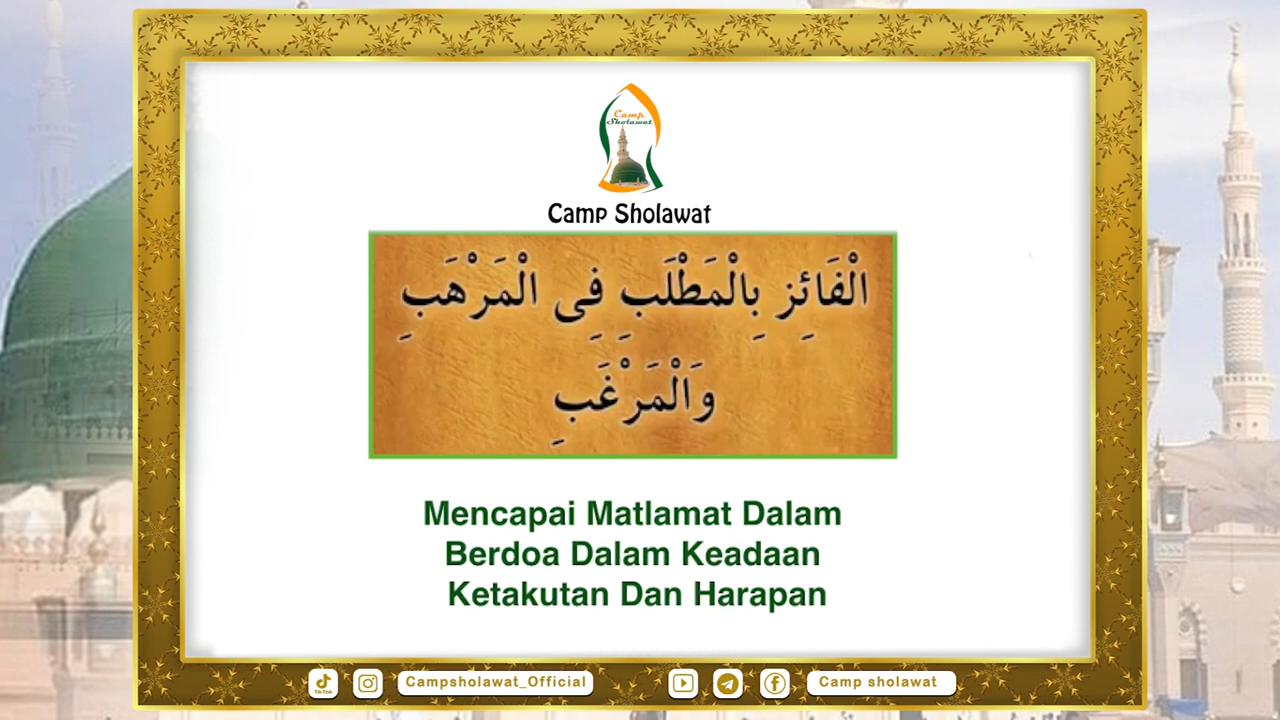 Camp
Sholawat
Camp Sholawat
الْفَائِزِ بِالْمَطْلَبِ فِى الْمَرْهَبِ
وَالْمَرْغَبِ
Mencapai Matlamat Dalam
Berdoa Dalam Keadaan
Ketakutan Dan Harapan
TikTok
Campsholawat_Official
Camp sholawat